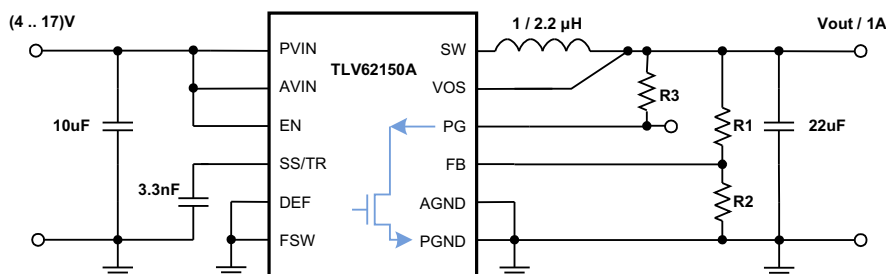 (4 .. 17)V
1 / 2.2 µH
Vout / 1A
TLV62150A
PVIN
AVIN
EN
SS/TR
DEF
FSW
SW
VOS
PG
FB
AGND
PGND
10uF
3.3nF
R3
R1
R2
22uF